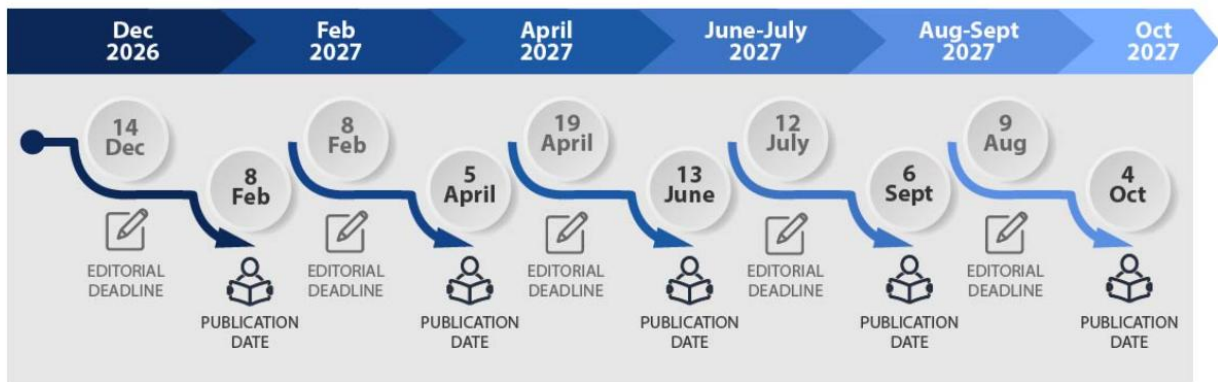 Dec
2026
Feb
2027
April
2027
June-July
2027
Aug-Sept
2027
Oct
2027
14
Dec
8
Feb
8
Feb
5
April
19
April
13
June
12
July
6
Sept
9
Aug
4
Oct
EDITORIAL
DEADLINE
PUBLICATION
DATE
EDITORIAL
DEADLINE
PUBLICATION
DATE
EDITORIAL
DEADLINE
PUBLICATION
DATE
EDITORIAL
DEADLINE
PUBLICATION
DATE
EDITORIAL
DEADLINE
PUBLICATION
DATE